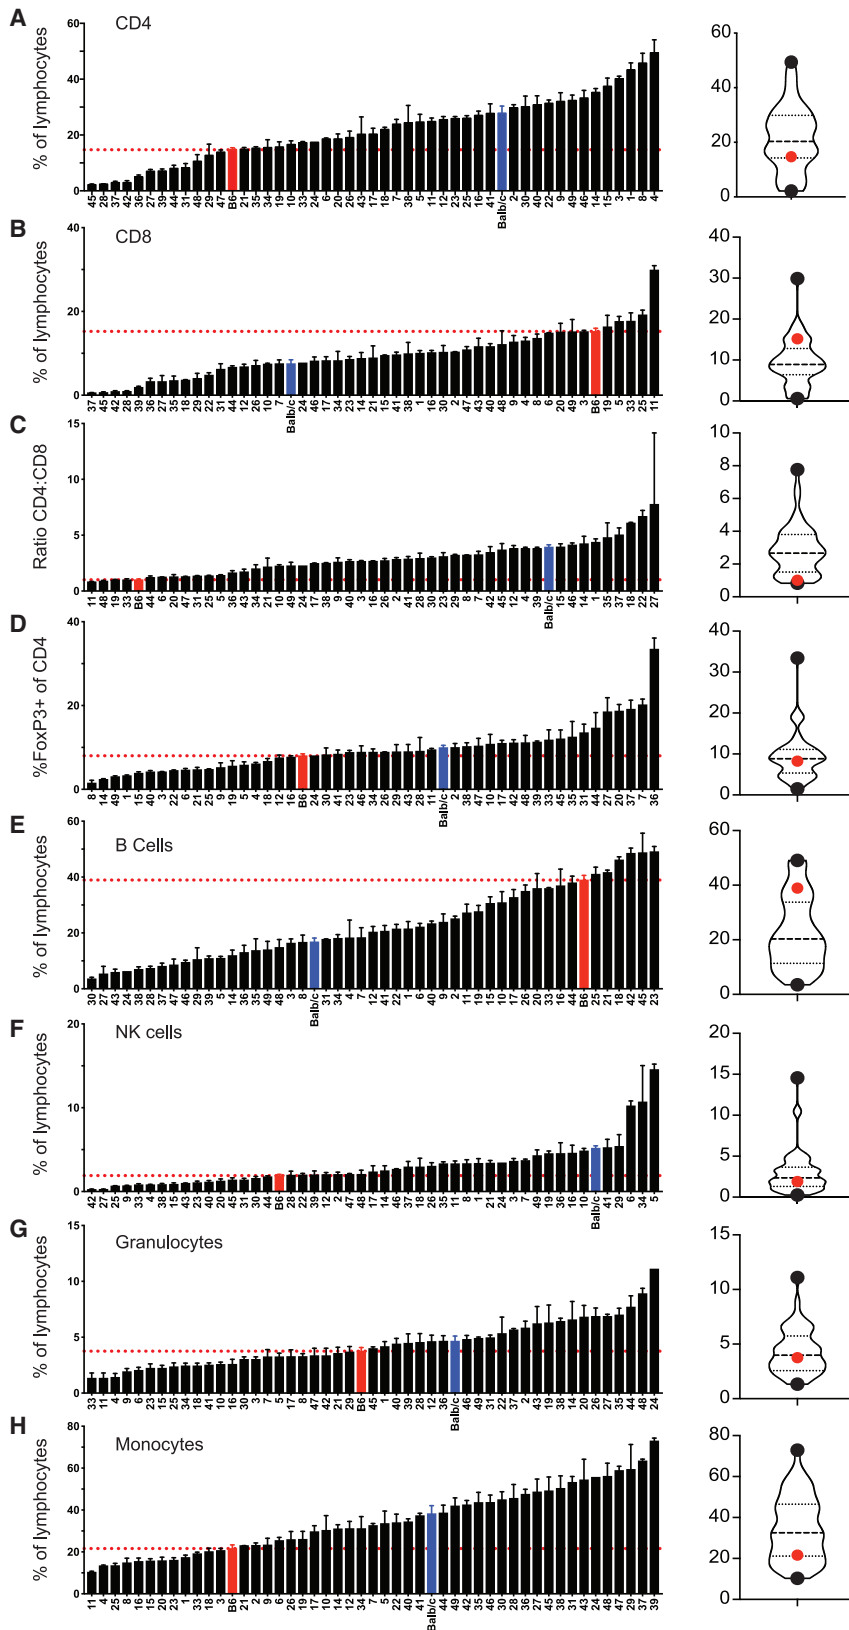 A
CD4
% of lymphocytes
60
40
20
0
45 28 37 42 36 27 39 44 31 48 29 47 B6 21 35 34 19 10 33 24 6 20 26 43 17 18 7 38 5 11 12 23 25 16 41 Balb/c 2 30 40 22 9 49 46 14 15 3 1 8 4
60
40
20
0
B
CD8
% of lymphocytes
40
20
0
37 45 42 28 39 36 27 35 18 29 22 31 44 26 12 10 7 Balb/c 24 46 17 34 23 14 21 15 41 38 1 16 30 2 47 43 40 48 9 4 8 6 20 49 3 B6 19 5 33 25 11
40
30
20
10
0
C
Ratio CD4:CD8
15
10
5
0
11 48 19 33 B6 44 6 20 47 31 25 5 36 43 34 21 10 49 24 17 38 9 40 3 16 26 2 41 28 30 23 29 8 7 42 45 12 4 39 Balb/c 15 46 14 1 35 37 18 22 27
10
8
6
4
2
0
D
%FoxP3+ of CD4
40
20
0
8 14 49 1 15 40 3 22 6 21 25 9 19 5 4 18 12 16 B6 24 30 41 23 46 34 26 29 43 28 11 Balb/c 2 38 47 10 17 42 48 20 33 45 35 31 44 27 39 37 7 36
40
30
20
10
0
E
B Cells
% of lymphocytes
60
40
20
0
30 27 43 24 38 28 37 47 46 29 39 5 14 36 35 49 48 3 8 Balb/c 31 34 4 7 12 41 22 1 6 40 9 2 11 19 15 10 17 26 20 33 16 44 B6 25 21 18 42 45 23
60
40
20
0
F
NK cells
% of lymphocytes
20
10
0
42 27 25 9 33 4 38 15 43 23 40 20 45 31 30 44 B6 28 22 39 12 2 47 48 17 14 46 37 18 26 11 8 1 21 24 3 7 49 19 36 16 10 Balb/c 41 29 35 6 34 5
20
15
10
5
0
G
Granulocytes
% of lymphocytes
15
10
5
0
33 11 4 9 6 23 15 25 34 18 41 10 16 30 3 7 5 17 8 47 42 21 29 B6 45 1 40 39 28 12 36 Balb/c 46 49 31 22 37 2 43 19 38 14 20 26 27 35 44 48 24
15
10
5
0
H
Monocytes
% of lymphocytes
80
60
40
20
0
11 4 25 8 16 15 20 23 1 33 18 3 B6 21 2 9 6 26 19 17 10 14 12 34 7 5 22 40 41 Balb/c 44 49 42 35 46 30 28 36 27 45 38 31 43 24 48 47 29 37 39
80
60
40
20
0